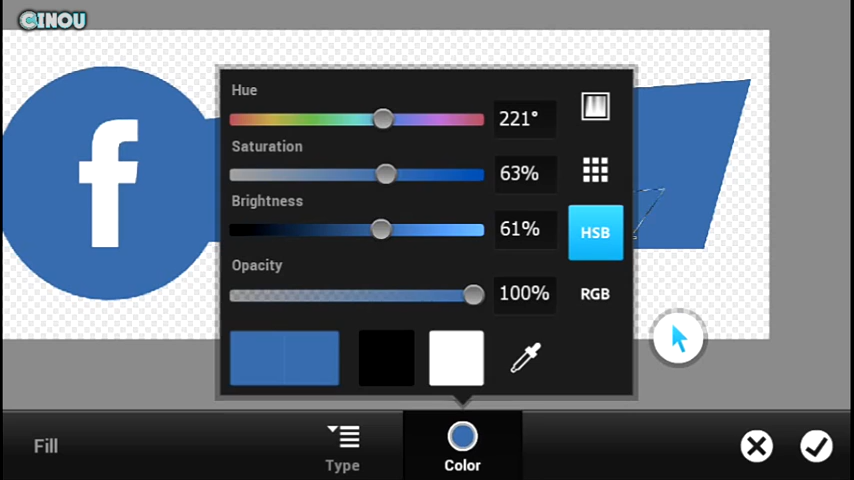 CINOU
Hue
221°
Saturation
63%
Brightness
61%
HSB
Opacity
100%
RGB
Fill
Type
Color